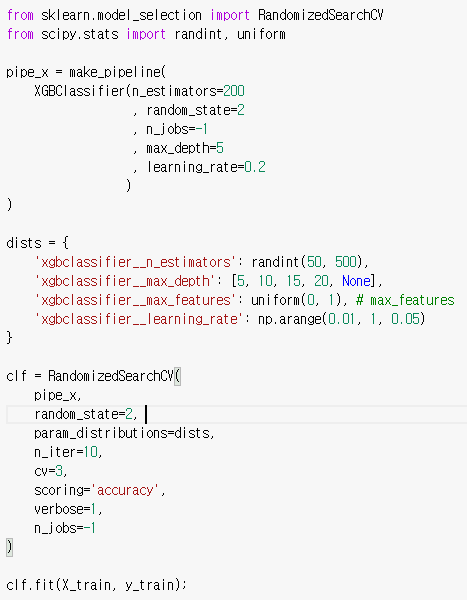 from sklearn.model_selection import RandomizedSearchCV
from scipy.stats import randint, uniform

pipe_x = make_pipeline(
    XGBClassifier(n_estimators=200
                  , random_state=2
                  , n_jobs=-1
                  , max_depth=5
                  , learning_rate=0.2
                 )
)

dists = {
    'xgbclassifier__n_estimators': randint(50, 500),
    'xgbclassifier__max_depth': [5, 10, 15, 20, None],
    'xgbclassifier__max_features': uniform(0, 1), # max_features
    'xgbclassifier__learning_rate': np.arange(0.01, 1, 0.05)
}

clf = RandomizedSearchCV(
    pipe_x,
    random_state=2,
    param_distributions=dists,
    n_iter=10,
    cv=3,
    scoring='accuracy',
    verbose=1,
    n_jobs=-1
)

clf.fit(X_train, y_train);